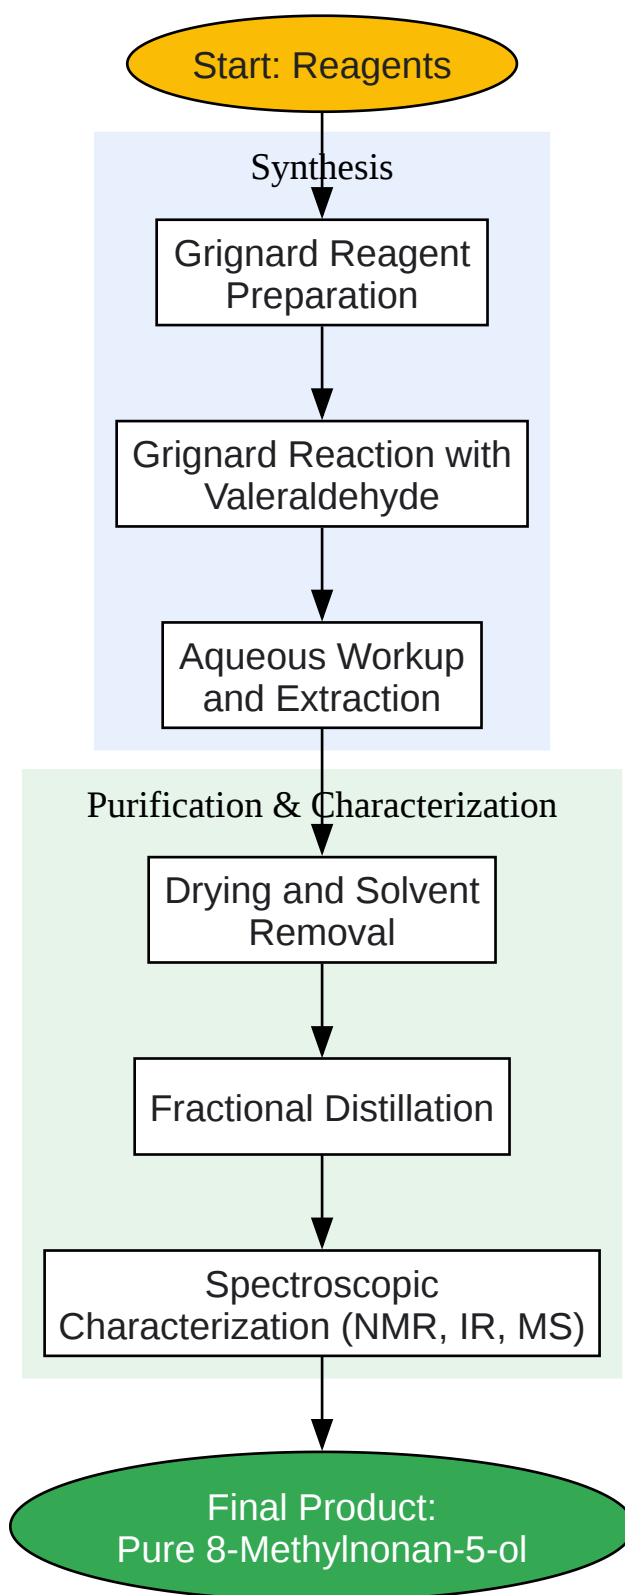 Start: Reagents
Synthesis
Grignard Reagent
Preparation
Grignard Reaction with
Valeraldehyde
Aqueous Workup
and Extraction
Purification & Characterization
Drying and Solvent
Removal
Fractional Distillation
Spectroscopic
Characterization (NMR, IR, MS)
Final Product:
Pure 8-Methylnonan-5-ol